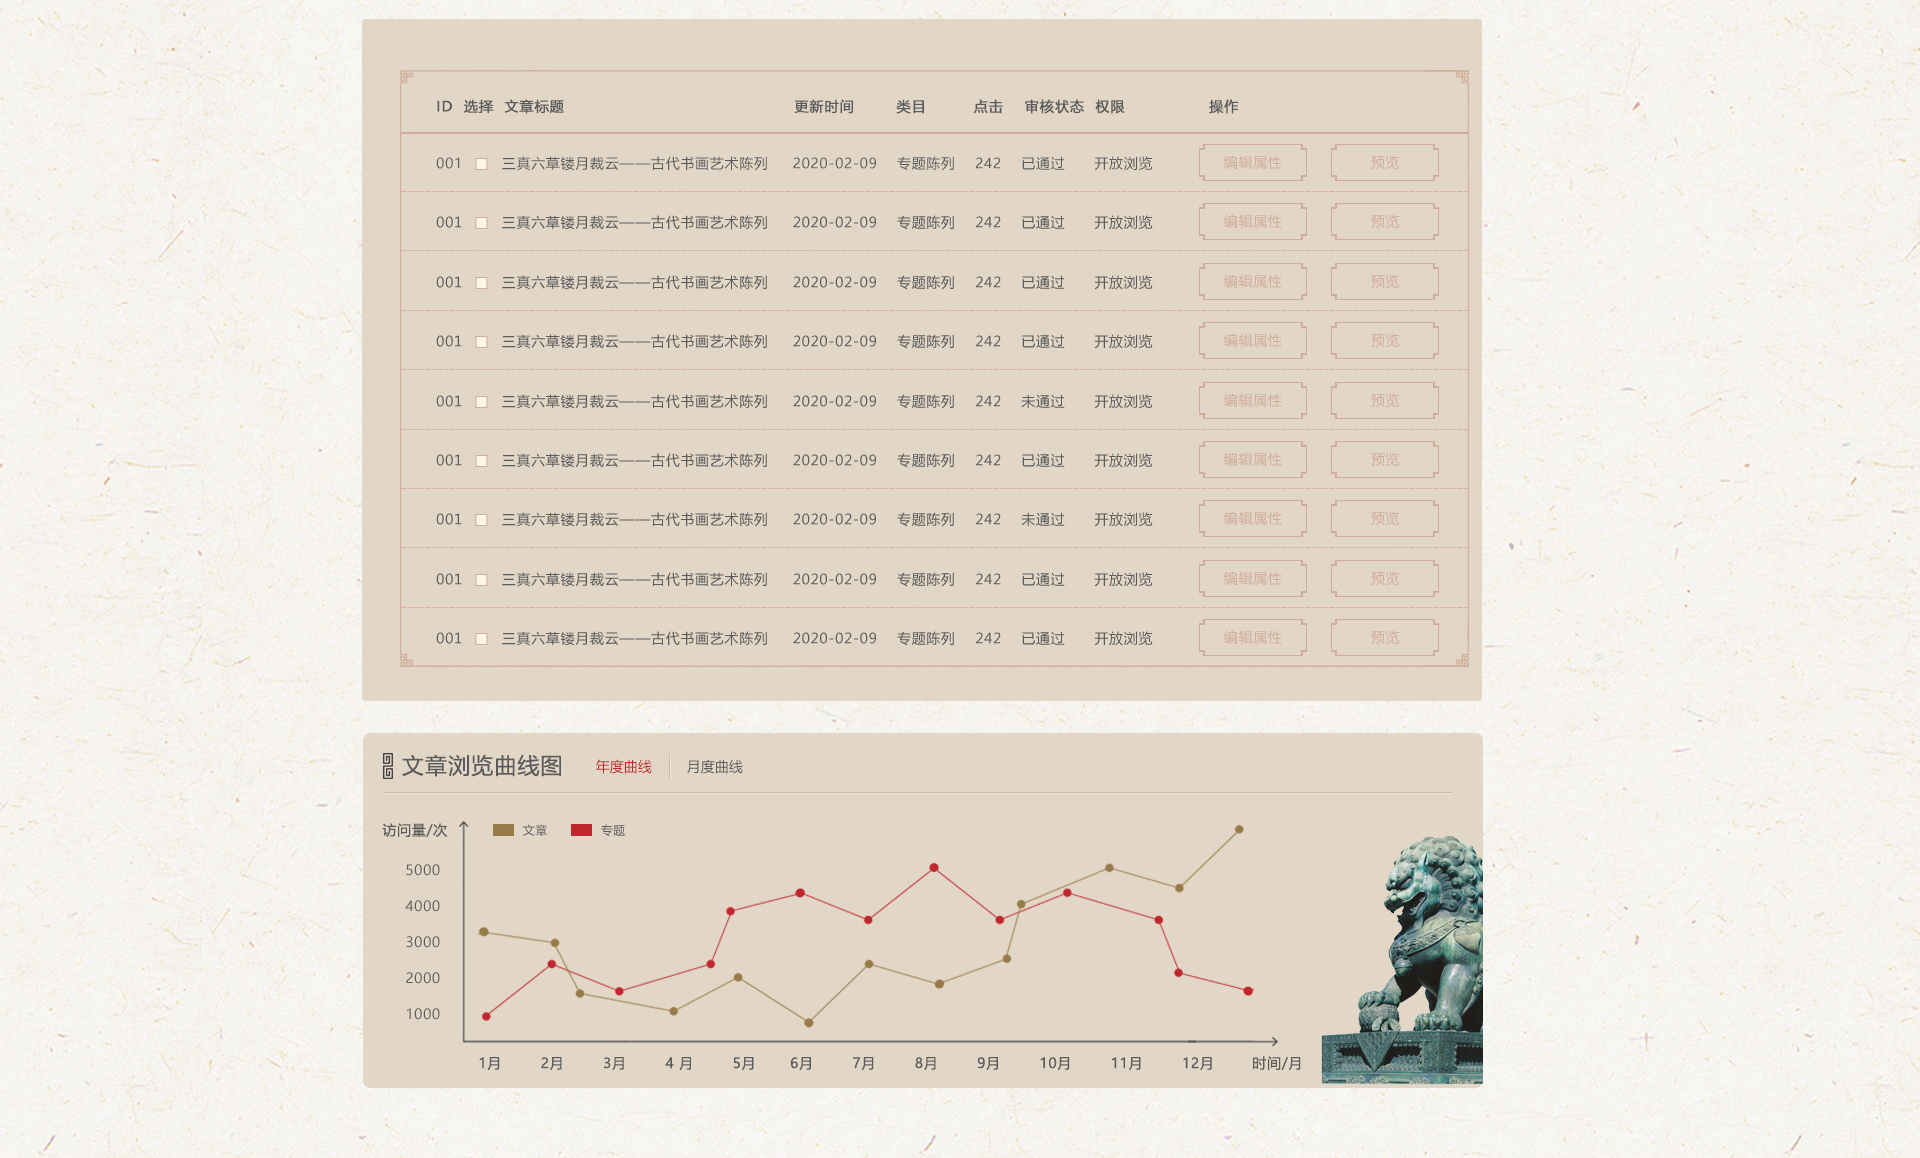 ID 选择 文章标题 更新时间 类目 点击 审核状态 权限 操作
001 三真六草镂月裁云——古代书画艺术陈列 2020-02-09 专题陈列 242 已通过 开放浏览 编辑属性 预览
001 三真六草镂月裁云——古代书画艺术陈列 2020-02-09 专题陈列 242 已通过 开放浏览 编辑属性 预览
001 三真六草镂月裁云——古代书画艺术陈列 2020-02-09 专题陈列 242 已通过 开放浏览 编辑属性 预览
001 三真六草镂月裁云——古代书画艺术陈列 2020-02-09 专题陈列 242 已通过 开放浏览 编辑属性 预览
001 三真六草镂月裁云——古代书画艺术陈列 2020-02-09 专题陈列 242 未通过 开放浏览 编辑属性 预览
001 三真六草镂月裁云——古代书画艺术陈列 2020-02-09 专题陈列 242 已通过 开放浏览 编辑属性 预览
001 三真六草镂月裁云——古代书画艺术陈列 2020-02-09 专题陈列 242 未通过 开放浏览 编辑属性 预览
001 三真六草镂月裁云——古代书画艺术陈列 2020-02-09 专题陈列 242 已通过 开放浏览 编辑属性 预览
001 三真六草镂月裁云——古代书画艺术陈列 2020-02-09 专题陈列 242 已通过 开放浏览 编辑属性 预览
文章浏览曲线图 年度曲线 月度曲线
访问量/次 文章 专题
5000
4000
3000
2000
1000
1月 2月 3月 4 月 5月 6月 7月 8月 9月 10月 11月 12月 时间/月